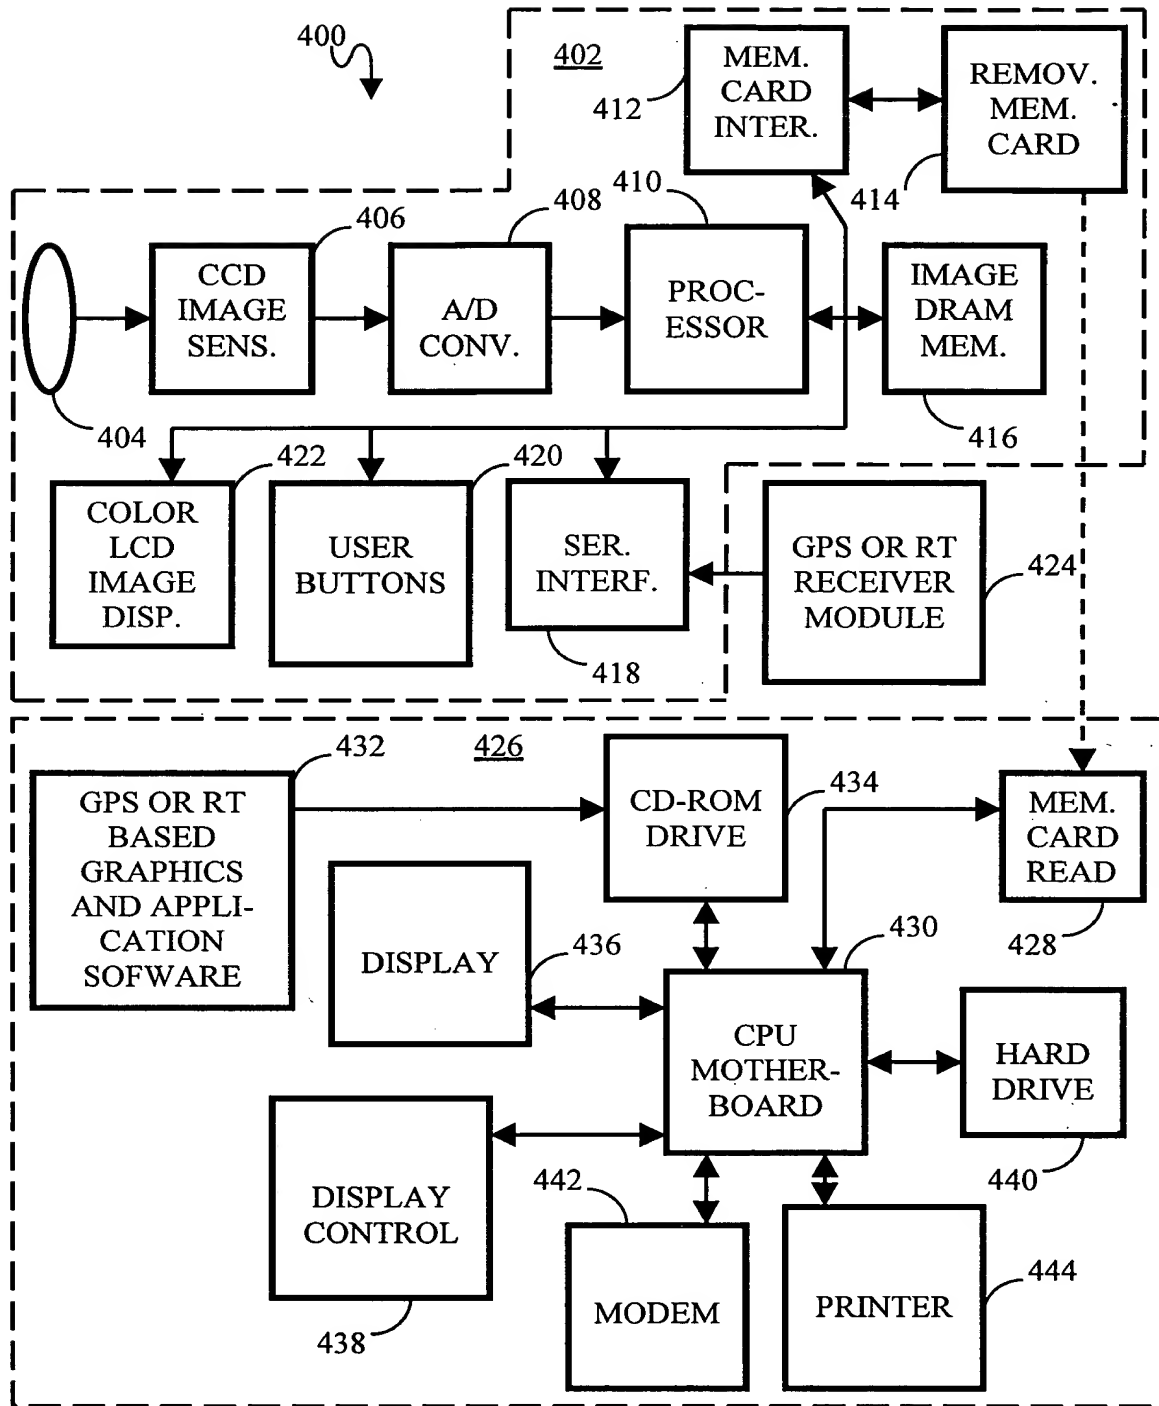 400
402
412
MEM.
CARD
INTER.
REMOV.
MEM.
CARD
414
406
408
410
CCD
IMAGE
SENS.
A/D
CONV.
PROC-
ESSOR
IMAGE
DRAM
MEM.
404
416
422
420
COLOR
LCD
IMAGE
DISP.
USER
BUTTONS
SER.
INTERF.
418
GPS OR RT
RECEIVER
MODULE
424
426
432
GPS OR RT
BASED
GRAPHICS
AND APPLI-
CATION
SOFWARE
CD-ROM
DRIVE
434
MEM.
CARD
READ
428
DISPLAY
436
430
CPU
MOTHER-
BOARD
HARD
DRIVE
440
DISPLAY
CONTROL
438
442
MODEM
PRINTER
444